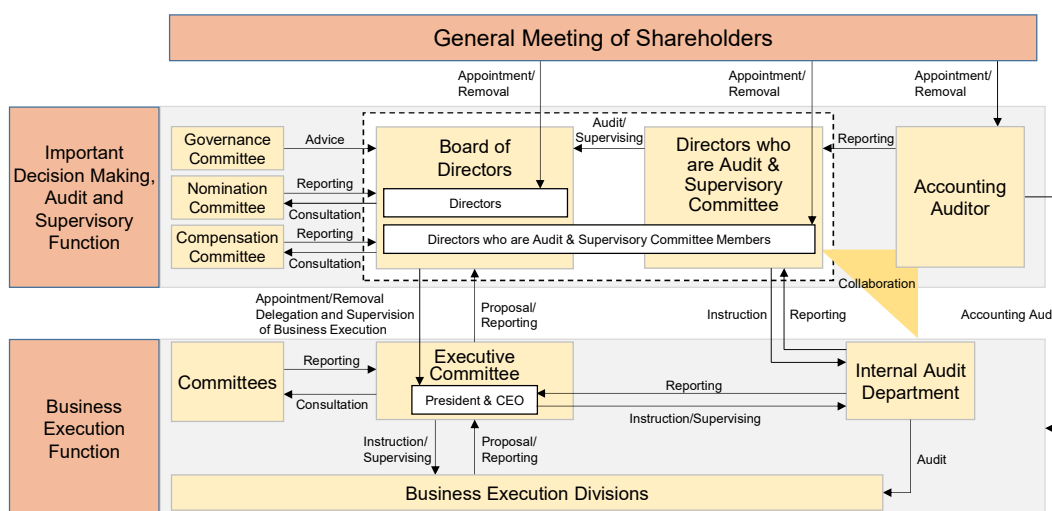 General Meeting of Shareholders
Appointment/
Removal
Appointment/
Removal
Appointment/
Removal
Important
Decision Making,
Audit and
Supervisory
Function
Governance
Committee
Advice
Nomination
Committee
Reporting
Consultation
Compensation
Committee
Reporting
Consultation
Board of
Directors
Directors
Audit/
Supervising
Directors who
are Audit &
Supervisory
Committee
Directors who are Audit & Supervisory Committee Members
Reporting
Accounting
Auditor
Collaboration
Appointment/Removal
Delegation and Supervision
of Business Execution
Proposal/
Reporting
Instruction
Reporting
Accounting Aud
Business
Execution
Function
Committees
Reporting
Consultation
Executive
Committee
President & CEO
Reporting
Instruction/Supervising
Internal Audit
Department
Instruction/
Supervising
Proposal/
Reporting
Audit
Business Execution Divisions